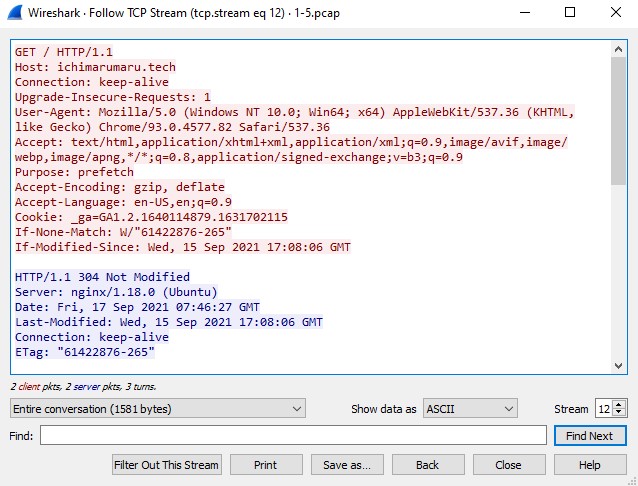 Wireshark · Follow TCP Stream (tcp.stream eq 12) · 1-5.pcap
GET / HTTP/1.1
Host: ichimarumaru.tech
Connection: keep-alive
Upgrade-Insecure-Requests: 1
User-Agent: Mozilla/5.0 (Windows NT 10.0; Win64; x64) AppleWebKit/537.36 (KHTML,
like Gecko) Chrome/93.0.4577.82 Safari/537.36
Accept: text/html,application/xhtml+xml,application/xml;q=0.9,image/avif,image/
webp,image/apng,*/*;q=0.8,application/signed-exchange;v=b3;q=0.9
Purpose: prefetch
Accept-Encoding: gzip, deflate
Accept-Language: en-US,en;q=0.9
Cookie: _ga=GA1.2.1640114879.1631702115
If-None-Match: W/"61422876-265"
If-Modified-Since: Wed, 15 Sep 2021 17:08:06 GMT
HTTP/1.1 304 Not Modified
Server: nginx/1.18.0 (Ubuntu)
Date: Fri, 17 Sep 2021 07:46:27 GMT
Last-Modified: Wed, 15 Sep 2021 17:08:06 GMT
Connection: keep-alive
ETag: "61422876-265"
2 client pkts, 2 server pkts, 3 turns.
Entire conversation (1581 bytes) Show data as ASCII Stream 12
Find: Find Next
Filter Out This Stream Print Save as... Back Close Help